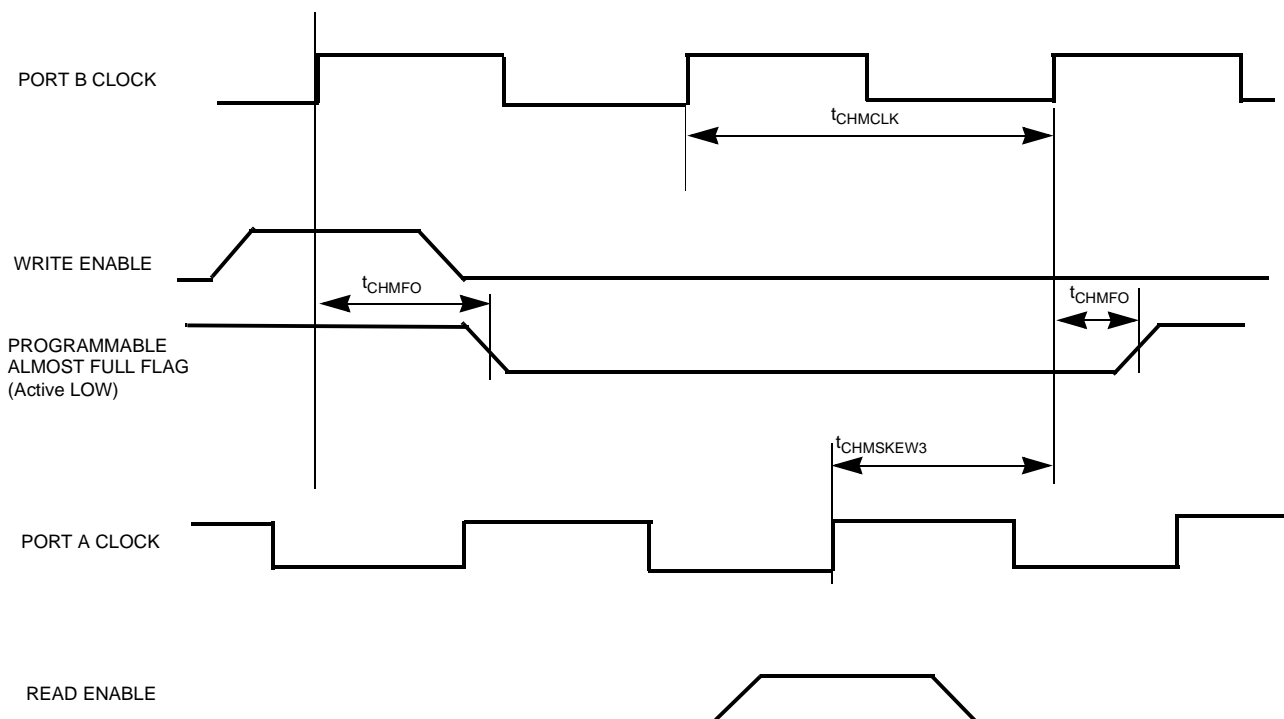 PORT B CLOCK
tCHMCLK
WRITE ENABLE
tCHMFO
tCHMFO
PROGRAMMABLE
ALMOST FULL FLAG
(Active LOW)
tCHMSKEW3
PORT A CLOCK
READ ENABLE